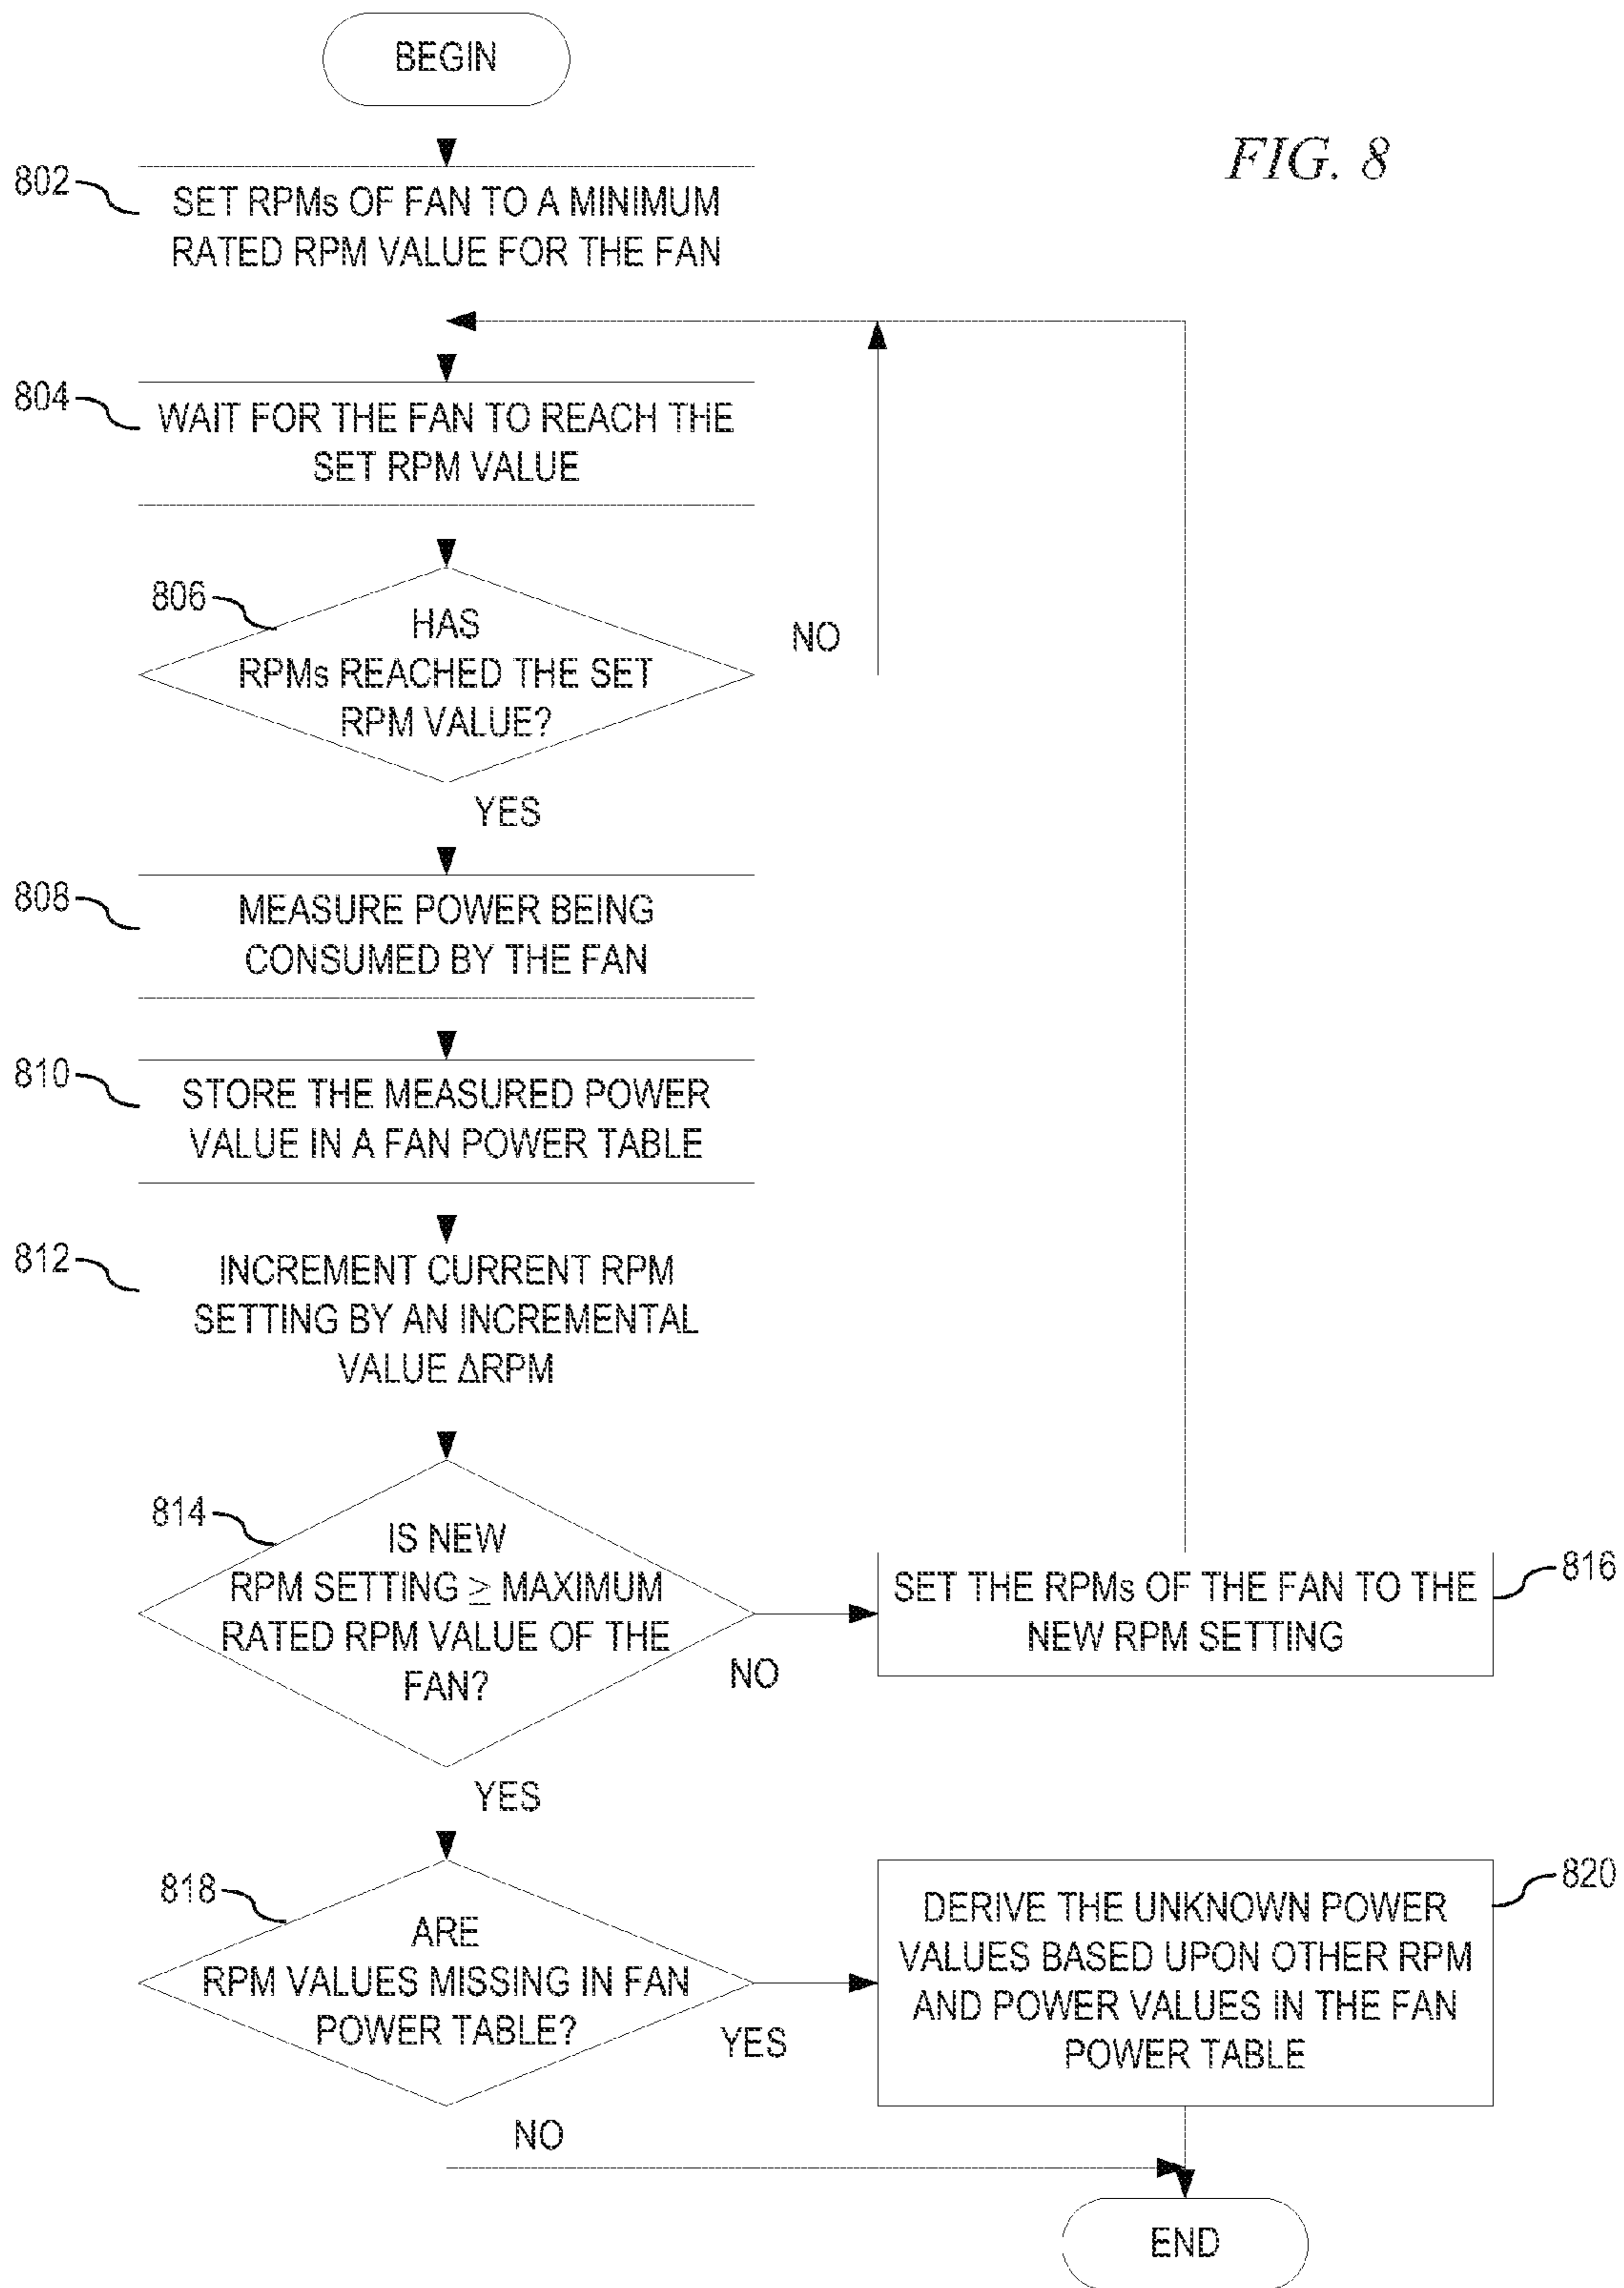 BEGIN
FIG. 8
802
SET RPMs OF FAN TO A MINIMUM
RATED RPM VALUE FOR THE FAN
804
WAIT FOR THE FAN TO REACH THE
SET RPM VALUE
806
HAS
RPMs REACHED THE SET
RPM VALUE?
NO
YES
808
MEASURE POWER BEING
CONSUMED BY THE FAN
810
STORE THE MEASURED POWER
VALUE IN A FAN POWER TABLE
812
INCREMENT CURRENT RPM
SETTING BY AN INCREMENTAL
VALUE ΔRPM
814
IS NEW
RPM SETTING ≥ MAXIMUM
RATED RPM VALUE OF THE
FAN?
NO
YES
816
SET THE RPMs OF THE FAN TO THE
NEW RPM SETTING
818
ARE
RPM VALUES MISSING IN FAN
POWER TABLE?
YES
NO
820
DERIVE THE UNKNOWN POWER
VALUES BASED UPON OTHER RPM
AND POWER VALUES IN THE FAN
POWER TABLE
END